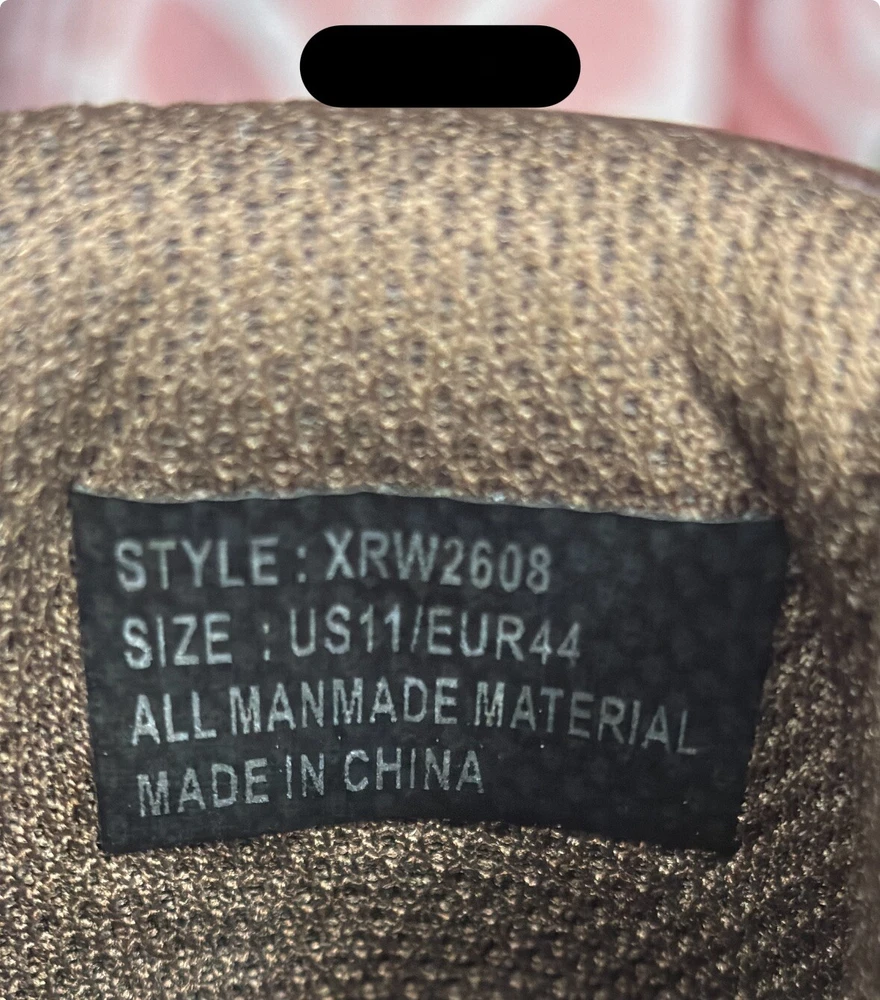 STYLE : XRW2608
SIZE : US11/EUR44
ALL MANMADE MATERIAL
MADE IN CHINA